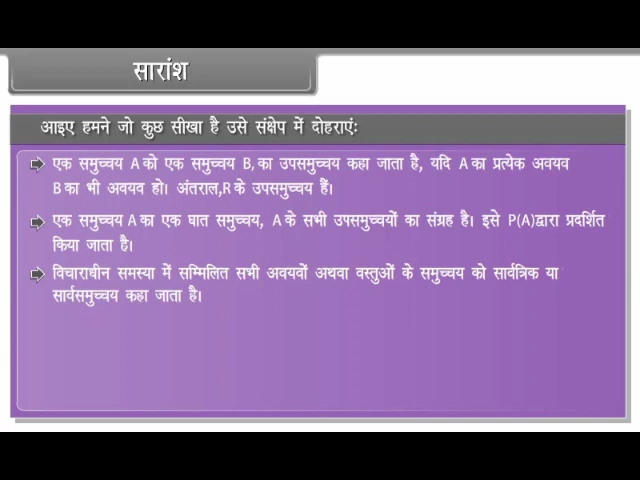 सारांश
आइए हमने जो कुछ सीखा है उसे संक्षेप में दोहराएंः
एक समुच्चय A को एक समुच्चय B, का उपसमुच्चय कहा जाता है, यदि A का प्रत्येक अवयव
B का भी अवयव हो। अंतराल,R के उपसमुच्चय हैं।
एक समुच्चय A का एक घात समुच्चय, A के सभी उपसमुच्चयों का संग्रह है। इसे P(A)द्वारा प्रदर्शित
किया जाता है।
विचाराधीन समस्या में सम्मिलित सभी अवयवों अथवा वस्तुओं के समुच्चय को सार्वत्रिक या
सार्वसमुच्चय कहा जाता है।